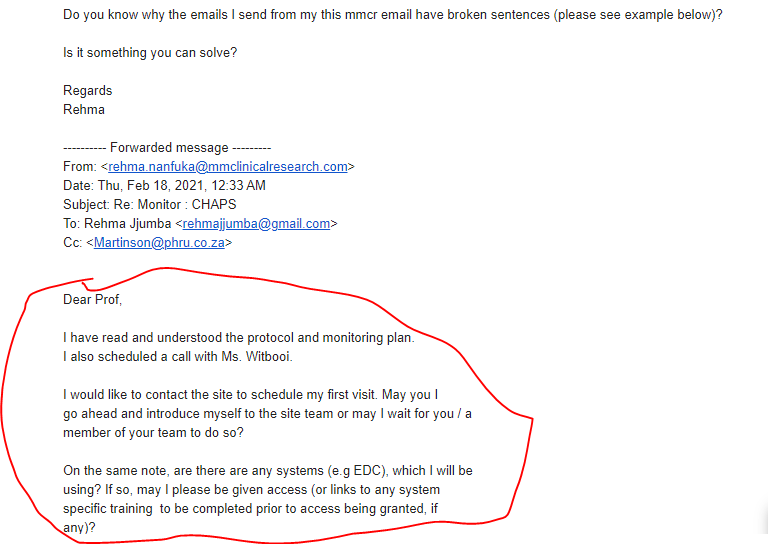 Do you know why the emails I send from my this mmcr email have broken sentences (please see example below)?
Is it something you can solve?
Regards
Rehma
---------- Forwarded message ---------
From: <rehma.nanfuka@mmclinicalresearch.com>
Date: Thu, Feb 18, 2021, 12:33 AM
Subject: Re: Monitor : CHAPS
To: Rehma Jjumba <rehmajjumba@gmail.com>
Cc: <Martinson@phru.co.za>
Dear Prof,
I have read and understood the protocol and monitoring plan.
I also scheduled a call with Ms. Witbooi.
I would like to contact the site to schedule my first visit. May you I
go ahead and introduce myself to the site team or may I wait for you / a
member of your team to do so?
On the same note, are there are any systems (e.g EDC), which I will be
using? If so, may I please be given access (or links to any system
specific training  to be completed prior to access being granted, if
any)?